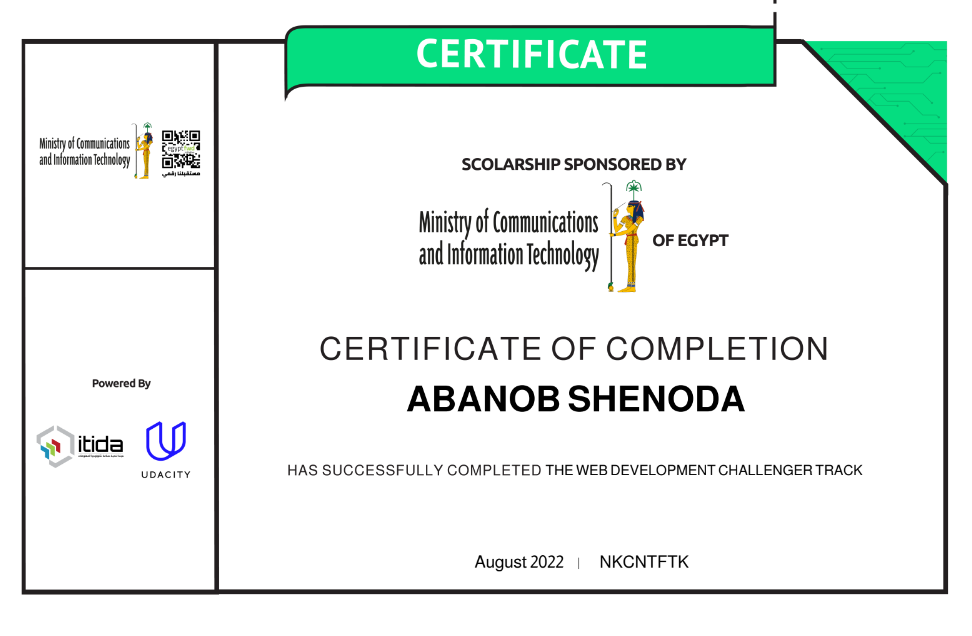 CERTIFICATE
Ministry of Communications
and Information Technology
egyptfwd
مستقبلنا رقمي
SCOLARSHIP SPONSORED BY
Ministry of Communications
and Information Technology
OF EGYPT
CERTIFICATE OF COMPLETION
ABANOB SHENODA
Powered By
itida
UDACITY
HAS SUCCESSFULLY COMPLETED THE WEB DEVELOPMENT CHALLENGER TRACK
August 2022 | NKCNTFTK